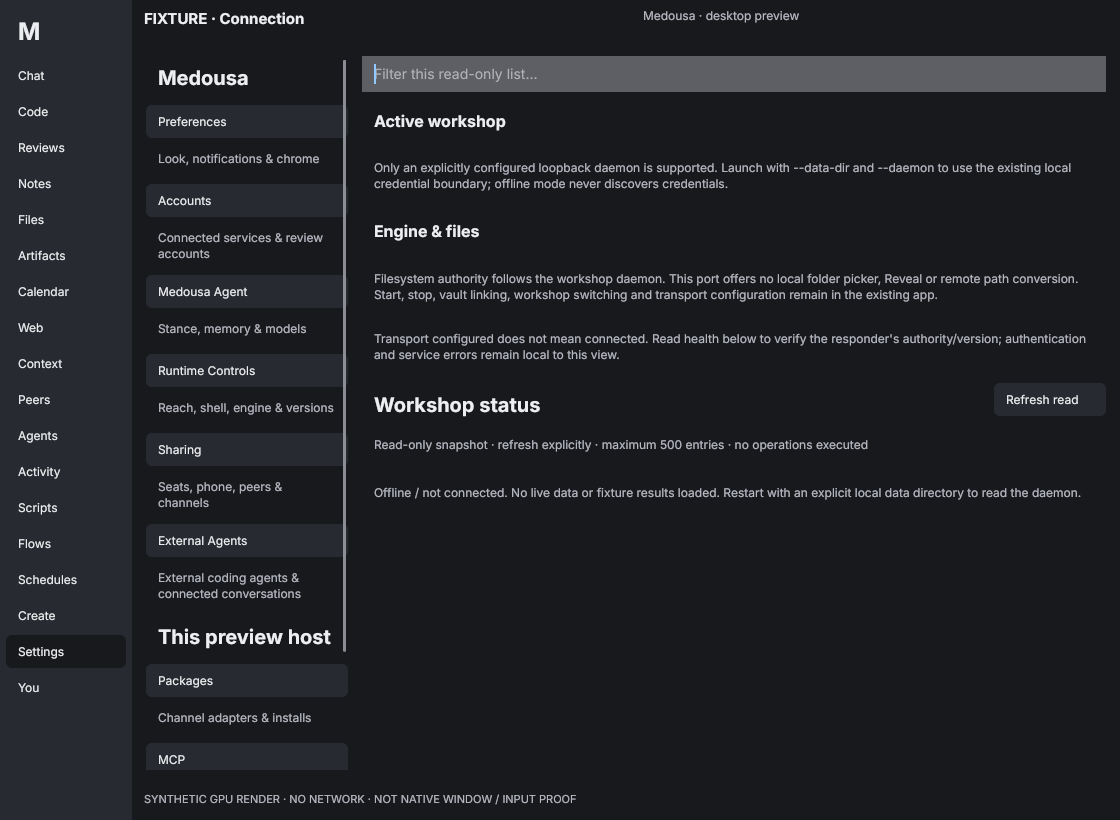 M
Chat
Code
Reviews
Notes
Files
Artifacts
Calendar
Web
Context
Peers
Agents
Activity
Scripts
Flows
Schedules
Create
Settings
You
FIXTURE · Connection
Medousa · desktop preview
Medousa
Preferences
Look, notifications & chrome
Accounts
Connected services & review
accounts
Medousa Agent
Stance, memory & models
Runtime Controls
Reach, shell, engine & versions
Sharing
Seats, phone, peers &
channels
External Agents
External coding agents &
connected conversations
This preview host
Packages
Channel adapters & installs
MCP
Filter this read-only list...
Active workshop
Only an explicitly configured loopback daemon is supported. Launch with --data-dir and --daemon to use the existing local
credential boundary; offline mode never discovers credentials.
Engine & files
Filesystem authority follows the workshop daemon. This port offers no local folder picker, Reveal or remote path conversion.
Start, stop, vault linking, workshop switching and transport configuration remain in the existing app.
Transport configured does not mean connected. Read health below to verify the responder's authority/version; authentication
and service errors remain local to this view.
Workshop status
Refresh read
Read-only snapshot · refresh explicitly · maximum 500 entries · no operations executed
Offline / not connected. No live data or fixture results loaded. Restart with an explicit local data directory to read the daemon.
SYNTHETIC GPU RENDER · NO NETWORK · NOT NATIVE WINDOW / INPUT PROOF